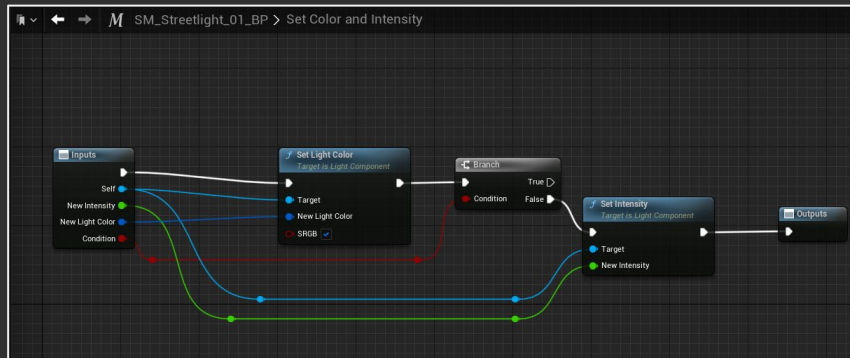 M SM_Streetlight_01_BP > Set Color and Intensity
Inputs
Self
New Intensity
New Light Color
Condition
f Set Light Color
Target is Light Component
Target
New Light Color
SRGB
Branch
True
Condition False
f Set Intensity
Target is Light Component
Target
New Intensity
Outputs